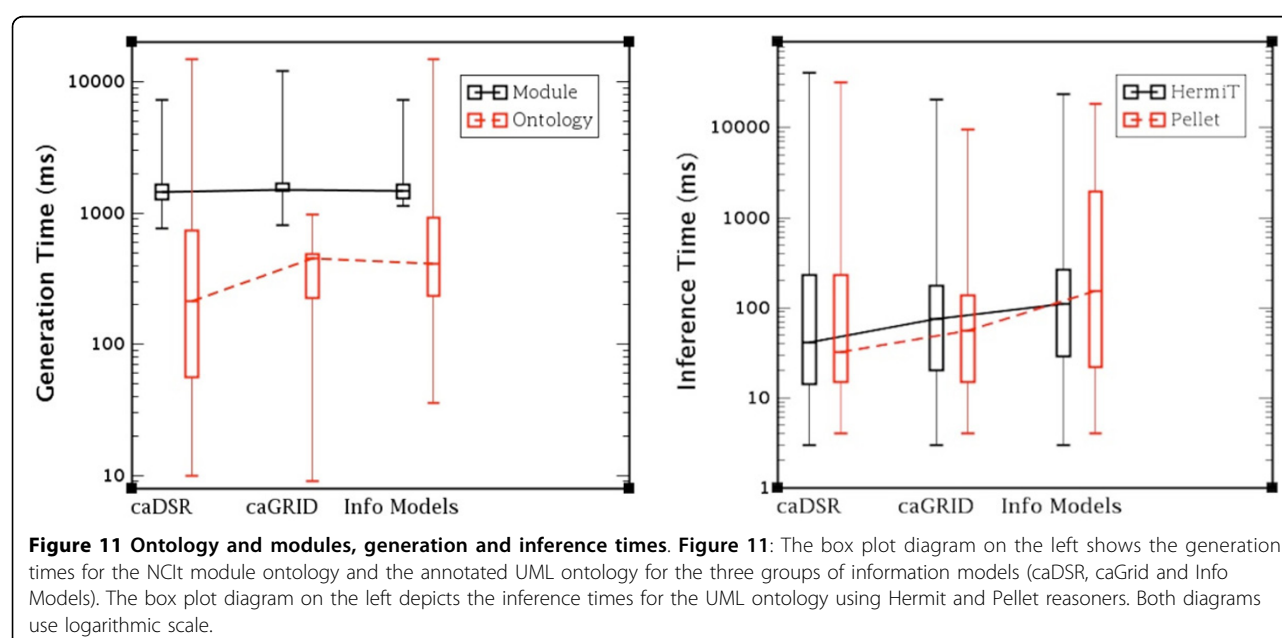 10000
1000
100
10
Generation Time (ms)
Module
Ontology
caDSR
caGRID
Info Models
10000
1000
100
10
1
Inference Time (ms)
HermiT
Pellet
caDSR
caGRID
Info Models
Figure 11 Ontology and modules, generation and inference times. Figure 11: The box plot diagram on the left shows the generation
times for the NCIt module ontology and the annotated UML ontology for the three groups of information models (caDSR, caGrid and Info
Models). The box plot diagram on the left depicts the inference times for the UML ontology using Hermit and Pellet reasoners. Both diagrams
use logarithmic scale.